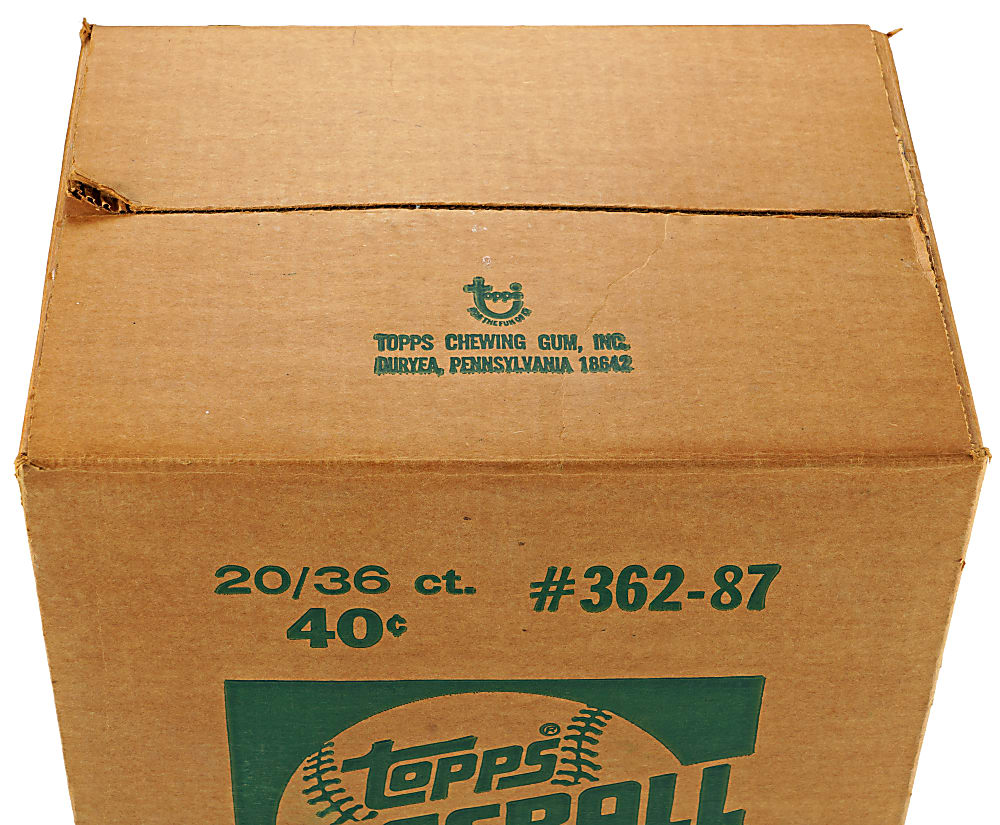 topps
FOR THE FUN OF IT
TOPPS CHEWING GUM, INC.
DURYEA, PENNSYLVANIA 18642
20/36 ct. #362-87
40¢
TOPPS®
BASEBALL